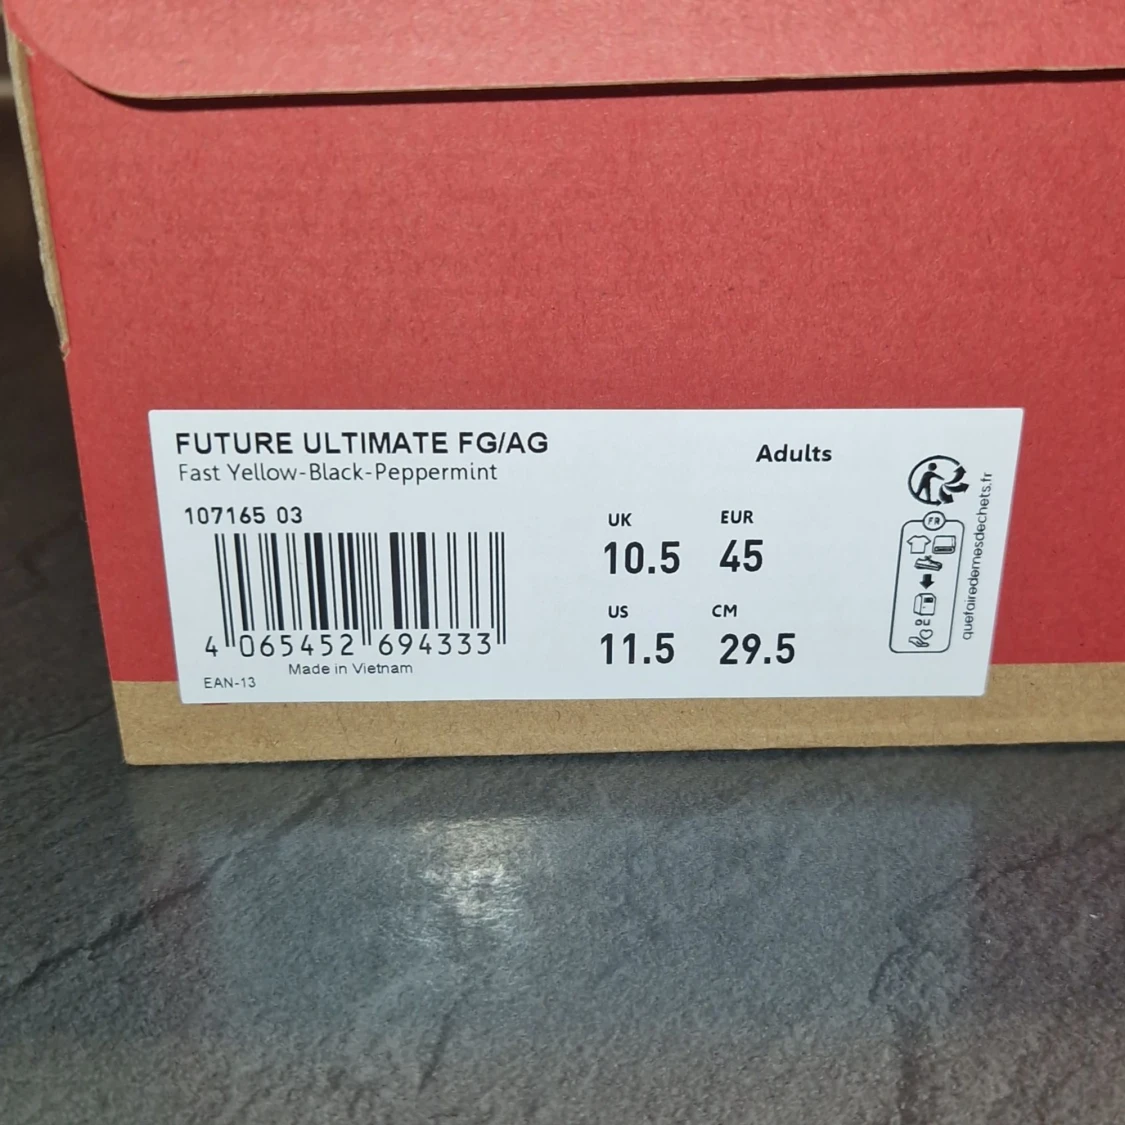 FUTURE ULTIMATE FG/AG
Fast Yellow-Black-Peppermint
Adults
107165 03
4 065452 694333
Made in Vietnam
EAN-13
UK
10.5
EUR
45
US
11.5
CM
29.5
FR
quefairedemesdechets.fr